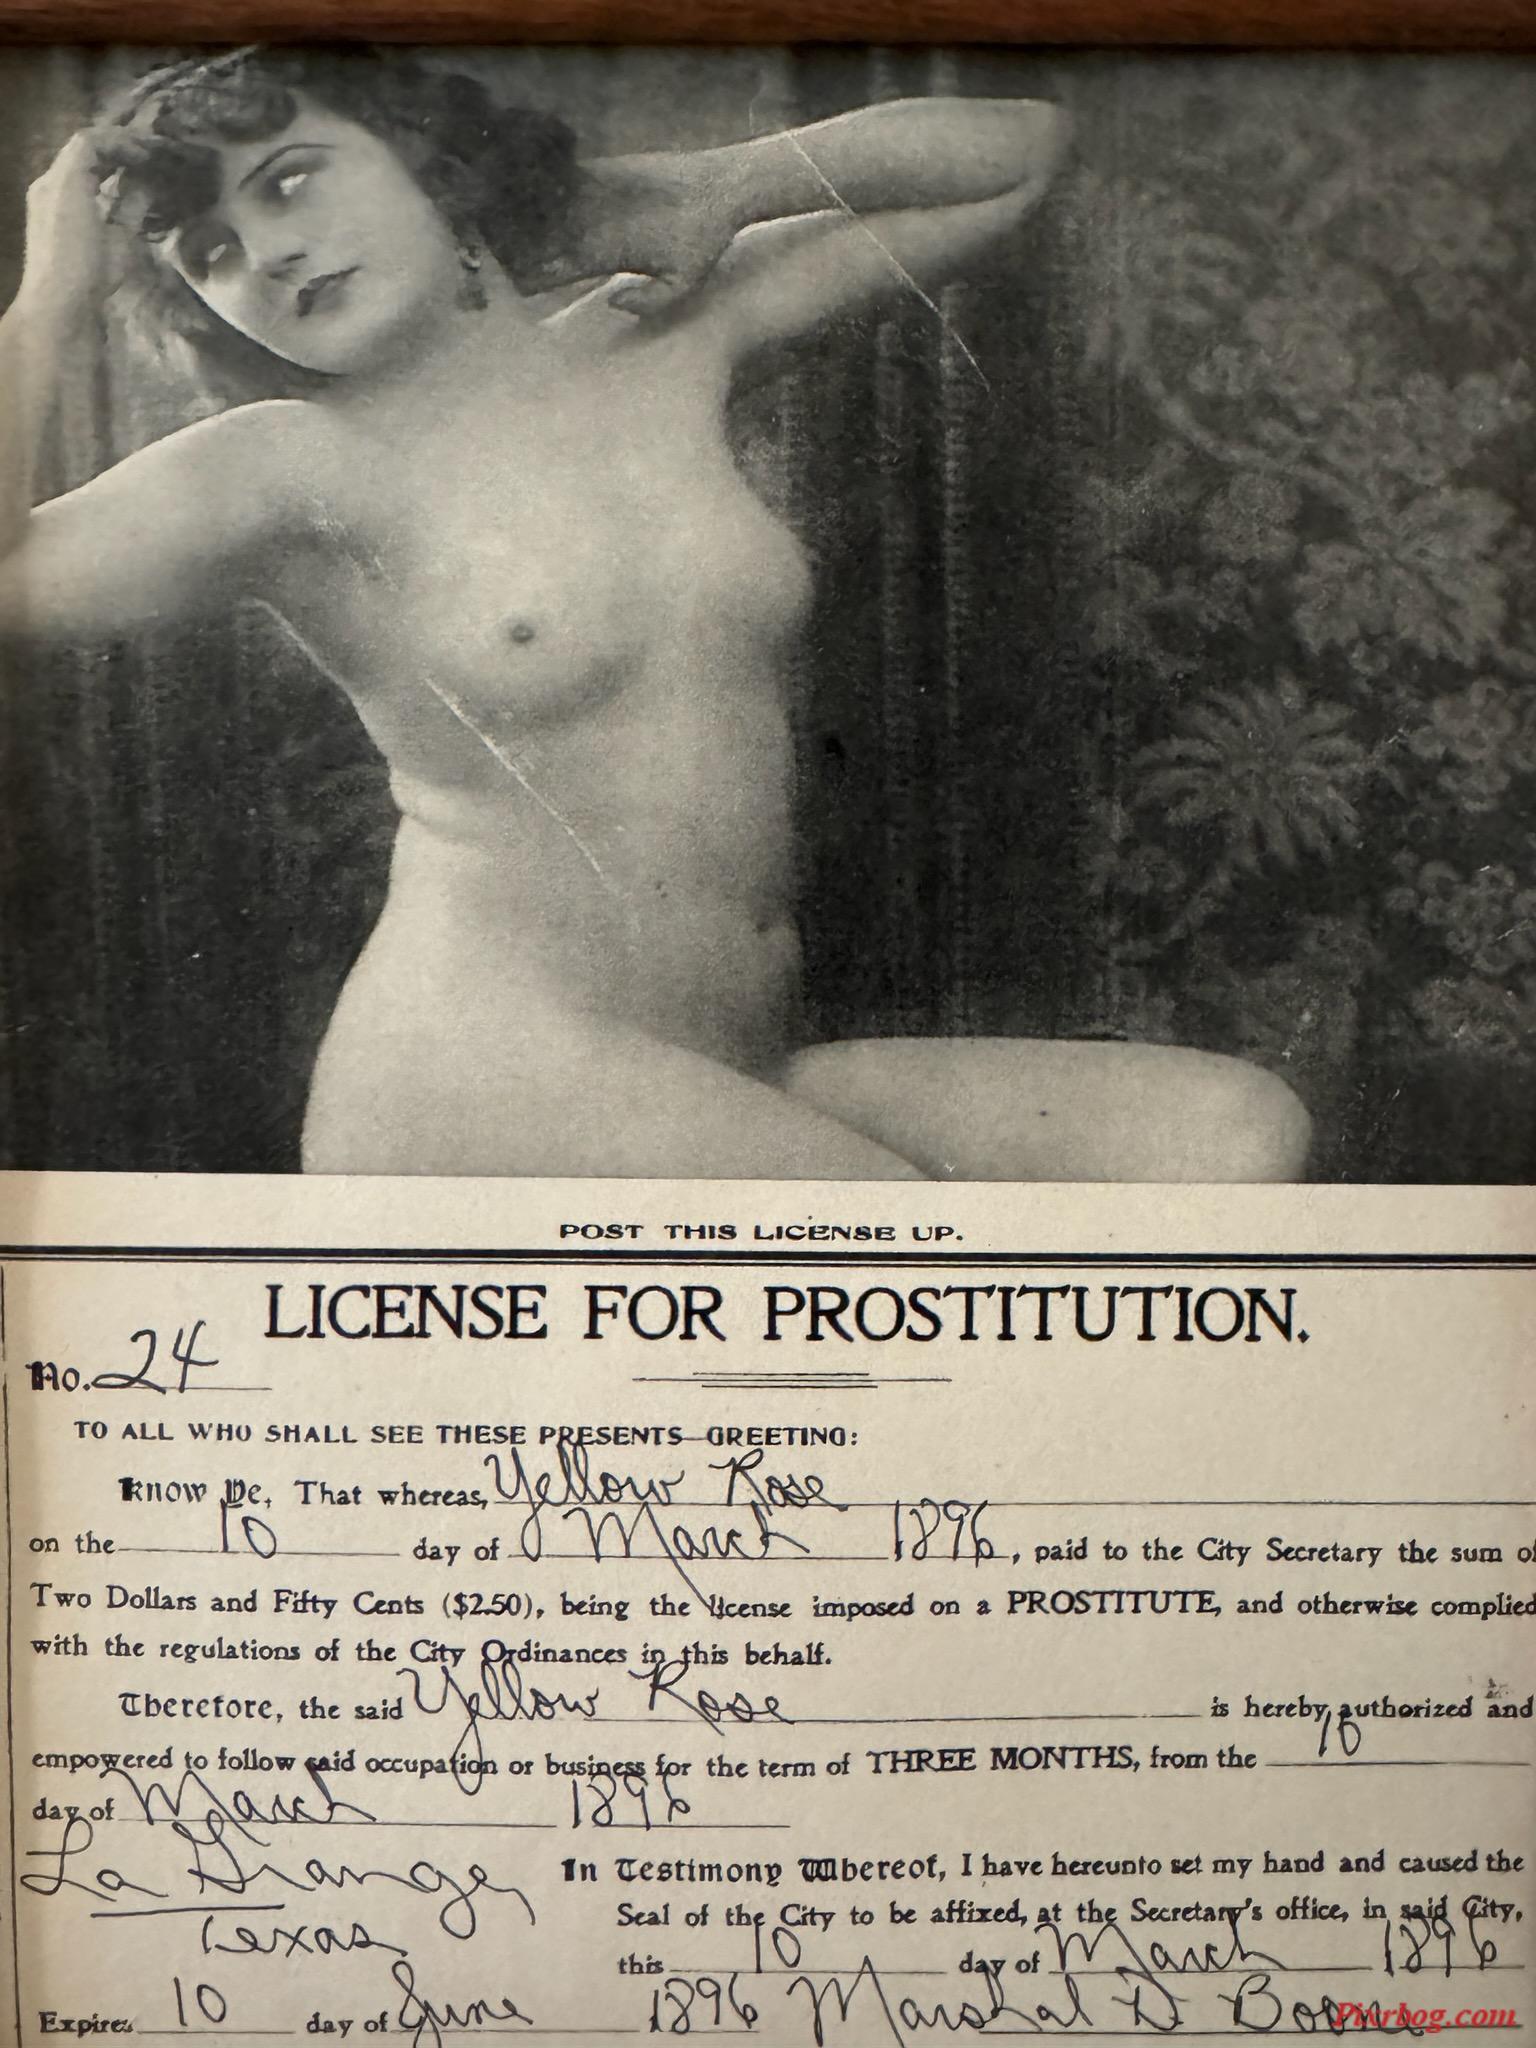 POST THIS LICENSE UP.
LICENSE FOR PROSTITUTION.
No. 24
TO ALL WHO SHALL SEE THESE PRESENTS—GREETING:
Know Ye, That whereas, Yellow Rose
on the 10 day of March 1896, paid to the City Secretary the sum of
Two Dollars and Fifty Cents ($2.50), being the license imposed on a PROSTITUTE, and otherwise complied
with the regulations of the City Ordinances in this behalf.
Therefore, the said Yellow Rose is hereby authorized and
empowered to follow said occupation or business for the term of THREE MONTHS, from the 10
day of March 1896
La Grange,
Texas
In Testimony Whereof, I have hereunto set my hand and caused the
Seal of the City to be affixed, at the Secretary's office, in said City,
this 10 day of March 1896
Expires 10 day of June 1896 Marshal D Boone
Pixrbog.com